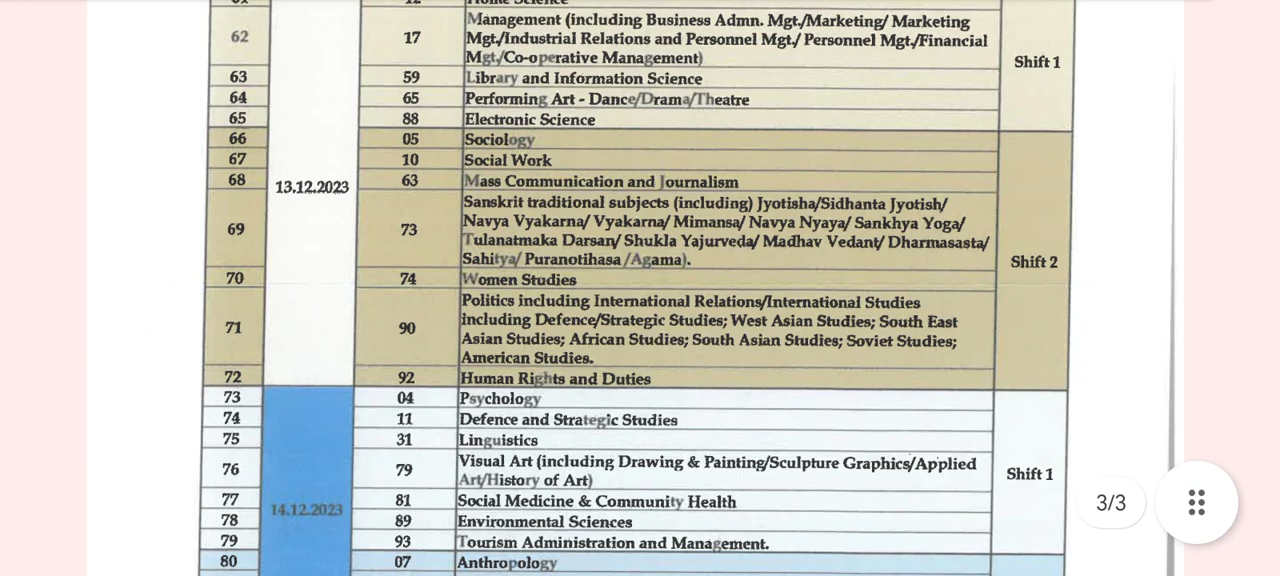 Home Science
62 17 Management (including Business Admn. Mgt./Marketing/ Marketing
Mgt./Industrial Relations and Personnel Mgt./ Personnel Mgt./Financial
Mgt./Co-operative Management)
Shift 1
63 59 Library and Information Science
64 65 Performing Art - Dance/Drama/Theatre
65 88 Electronic Science
66 05 Sociology
67 10 Social Work
13.12.2023
68 63 Mass Communication and Journalism
69 73 Sanskrit traditional subjects (including) Jyotisha/Sidhanta Jyotish/
Navya Vyakarna/ Vyakarna/ Mimansa/ Navya Nyaya/ Sankhya Yoga/
Tulanatmaka Darsan/ Shukla Yajurveda/ Madhav Vedant/ Dharmasasta/
Sahitya/ Puranotihasa /Agama).
Shift 2
70 74 Women Studies
71 90 Politics including International Relations/International Studies
including Defence/Strategic Studies; West Asian Studies; South East
Asian Studies; African Studies; South Asian Studies; Soviet Studies;
American Studies.
72 92 Human Rights and Duties
73 04 Psychology
74 11 Defence and Strategic Studies
75 31 Linguistics
76 79 Visual Art (including Drawing & Painting/Sculpture Graphics/Applied
Art/History of Art)
Shift 1
77 81 Social Medicine & Community Health
14.12.2023
78 89 Environmental Sciences
79 93 Tourism Administration and Management.
80 07 Anthropology
3/3